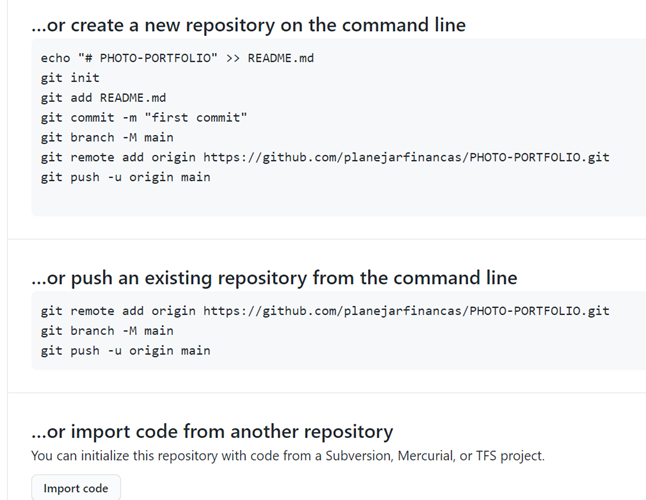 ...or create a new repository on the command line
echo "# PHOTO-PORTFOLIO" >> README.md
git init
git add README.md
git commit -m "first commit"
git branch -M main
git remote add origin https://github.com/planejarfinancas/PHOTO-PORTFOLIO.git
git push -u origin main
...or push an existing repository from the command line
git remote add origin https://github.com/planejarfinancas/PHOTO-PORTFOLIO.git
git branch -M main
git push -u origin main
...or import code from another repository
You can initialize this repository with code from a Subversion, Mercurial, or TFS project.
Import code